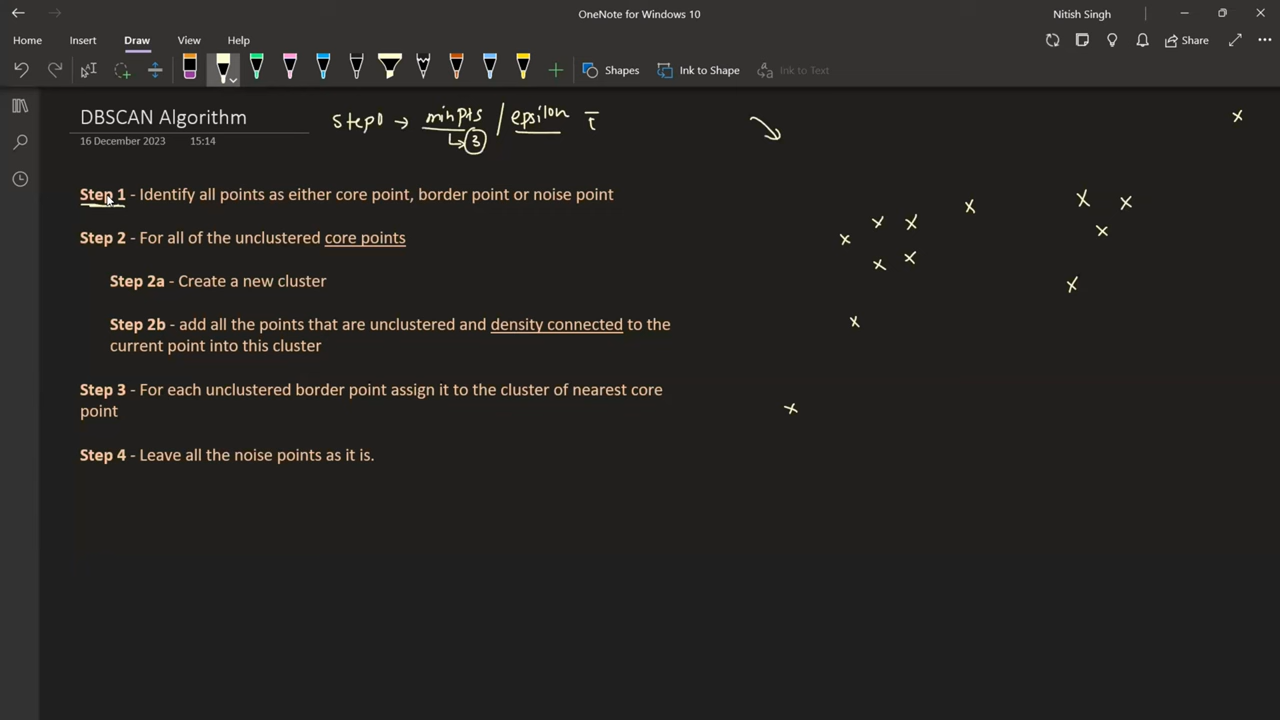 OneNote for Windows 10
Nitish Singh
Home Insert Draw View Help
Share
Shapes Ink to Shape Ink to Text
DBSCAN Algorithm
16 December 2023 15:14
Step 0 → minpts / epsilon
↳ 3
Step 1 - Identify all points as either core point, border point or noise point
Step 2 - For all of the unclustered core points
Step 2a - Create a new cluster
Step 2b - add all the points that are unclustered and density connected to the
current point into this cluster
Step 3 - For each unclustered border point assign it to the cluster of nearest core
point
Step 4 - Leave all the noise points as it is.